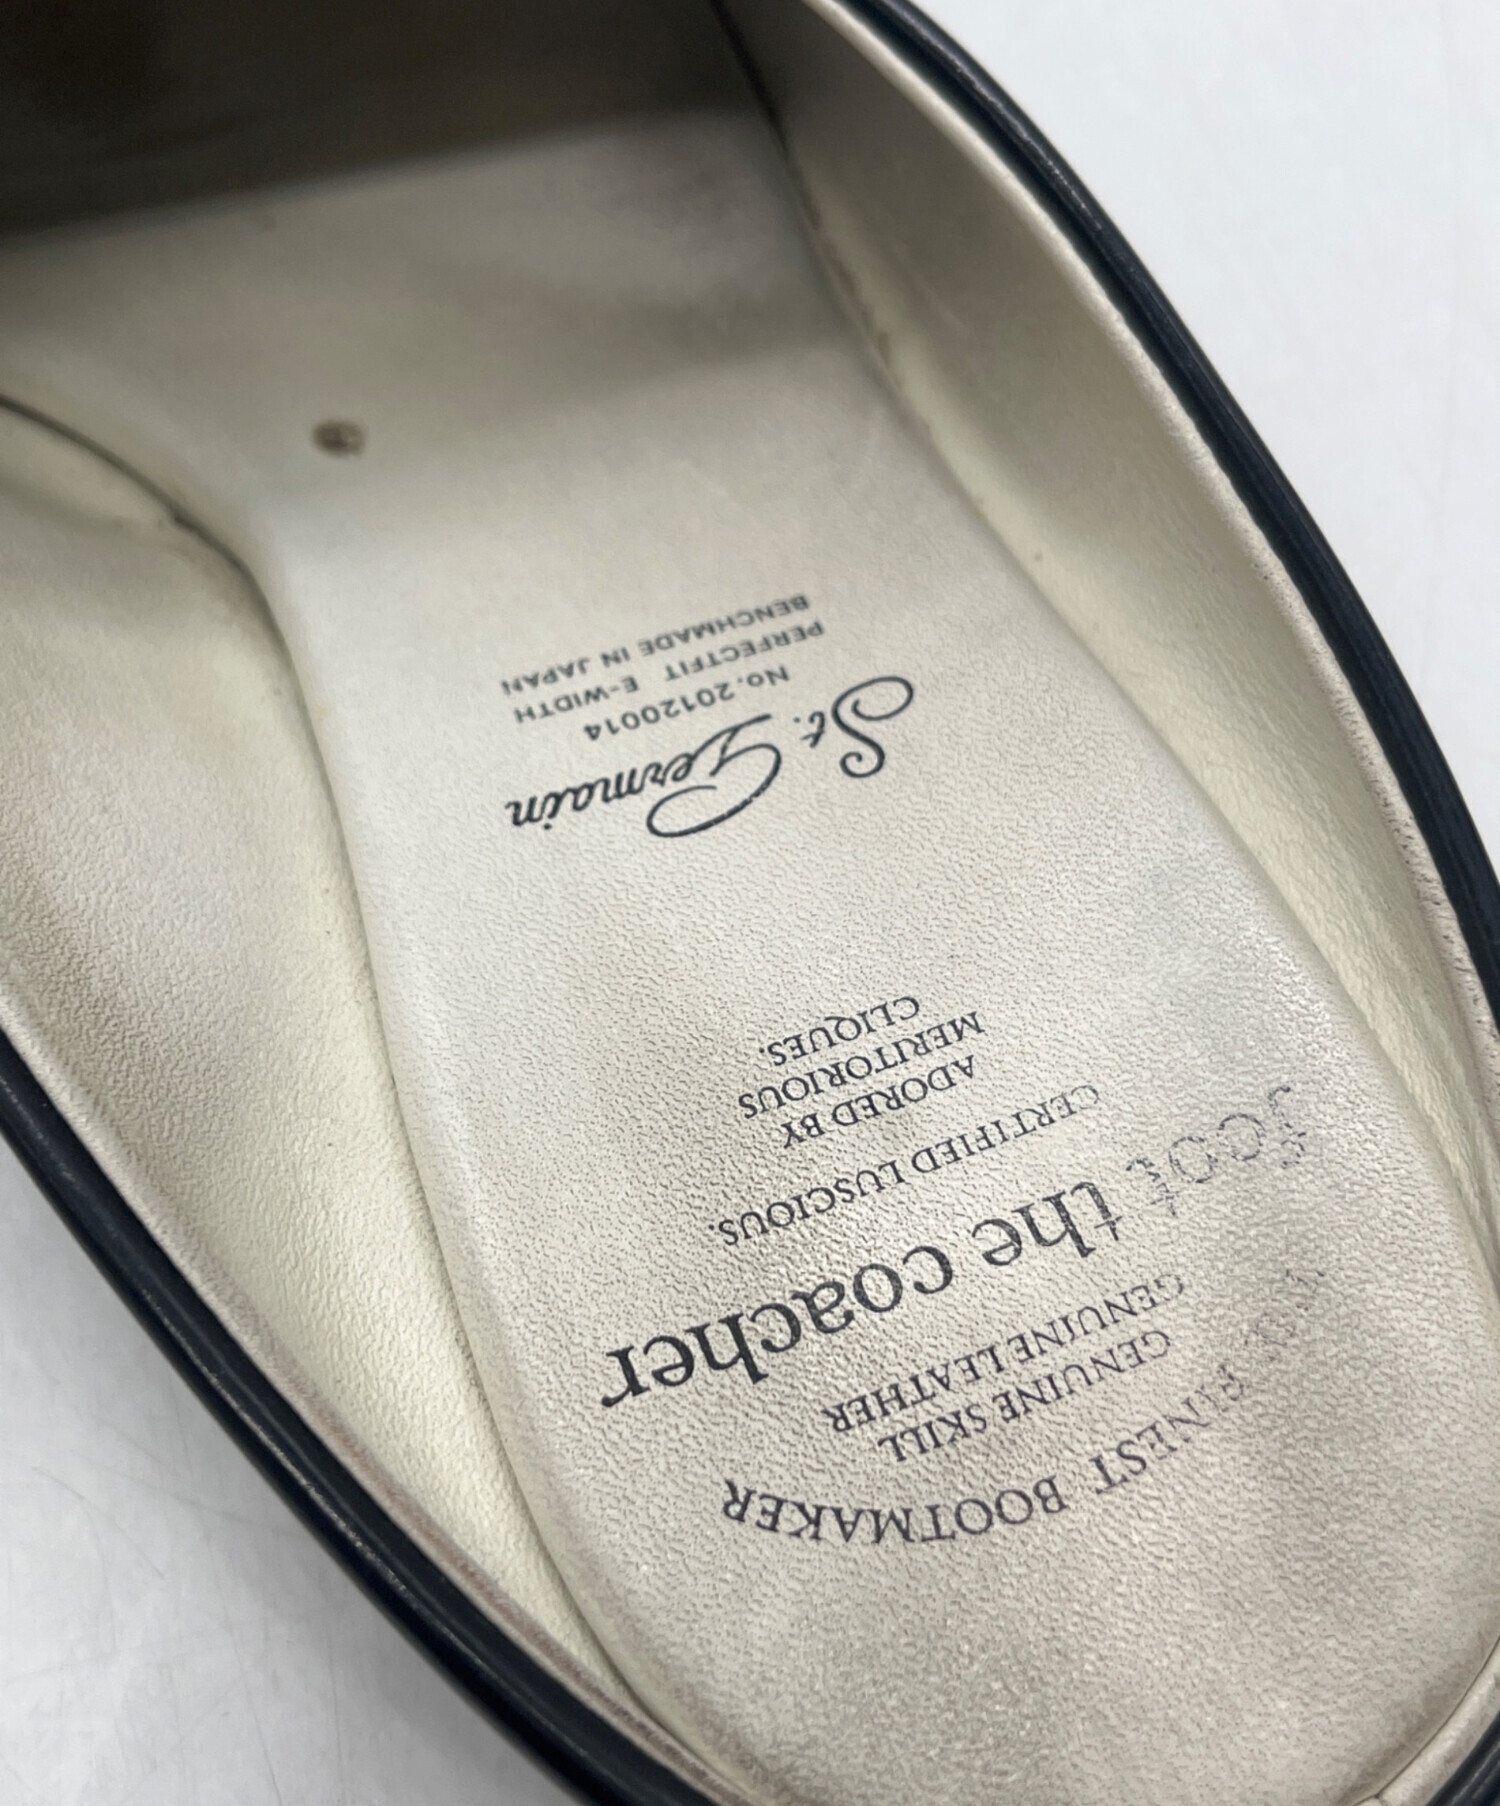 FINEST BOOTMAKER
GENUINE SKILL
GENUINE LEATHER
foot the coacher
CERTIFIED LUSCIOUS.
ADORED BY
MERITORIOUS
CLIQUES.
St. Germain
No.20120014
PERFECTFIT E-WIDTH
BENCHMADE IN JAPAN